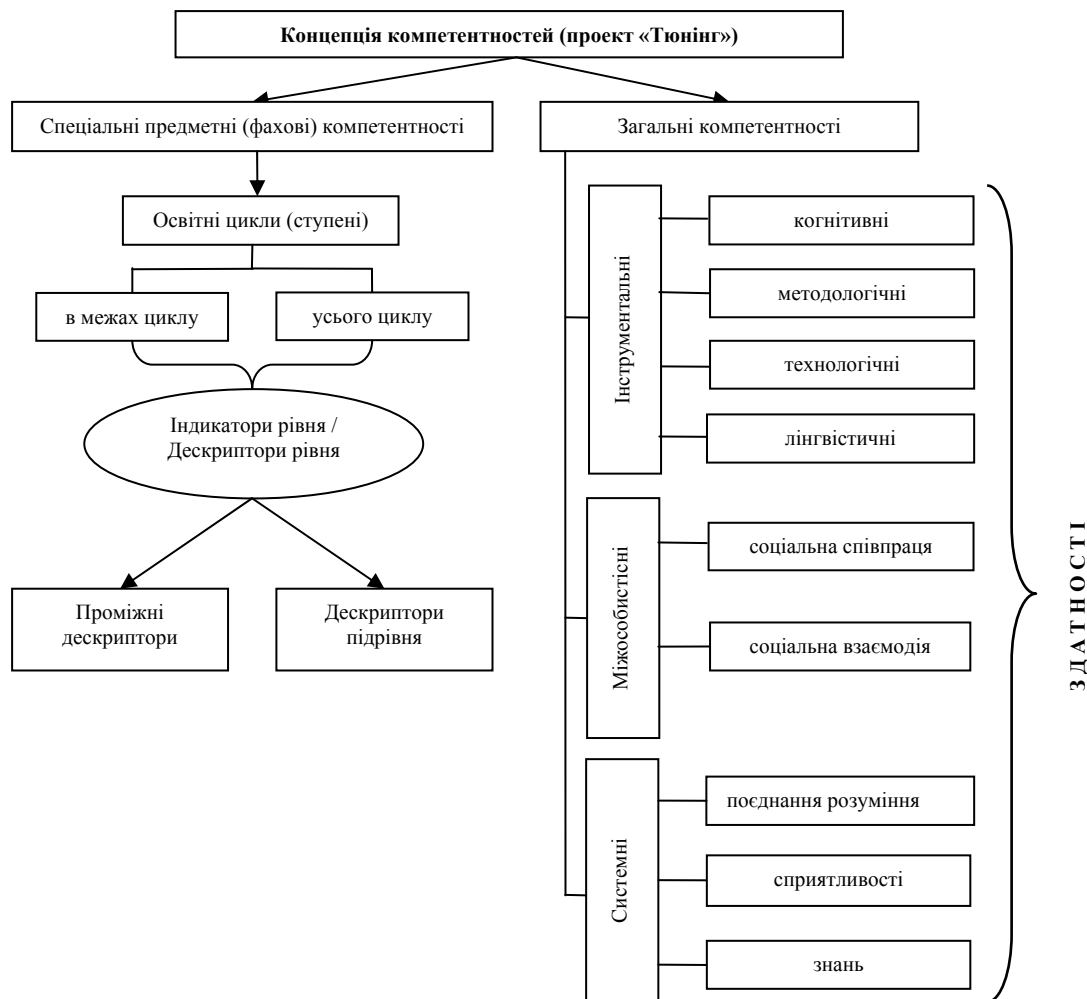 Концепція компетентностей (проект «Тюнінг»)
Спеціальні предметні (фахові) компетентності
Загальні компетентності
Освітні цикли (ступені)
в межах циклу
усього циклу
Індикатори рівня /
Дескриптори рівня
Проміжні
дескриптори
Дескриптори
підрівня
Інструментальні
когнітивні
методологічні
технологічні
лінгвістичні
Міжособистісні
соціальна співпраця
соціальна взаємодія
Системні
поєднання розуміння
сприятливості
знань
ЗДАТНОСТІ